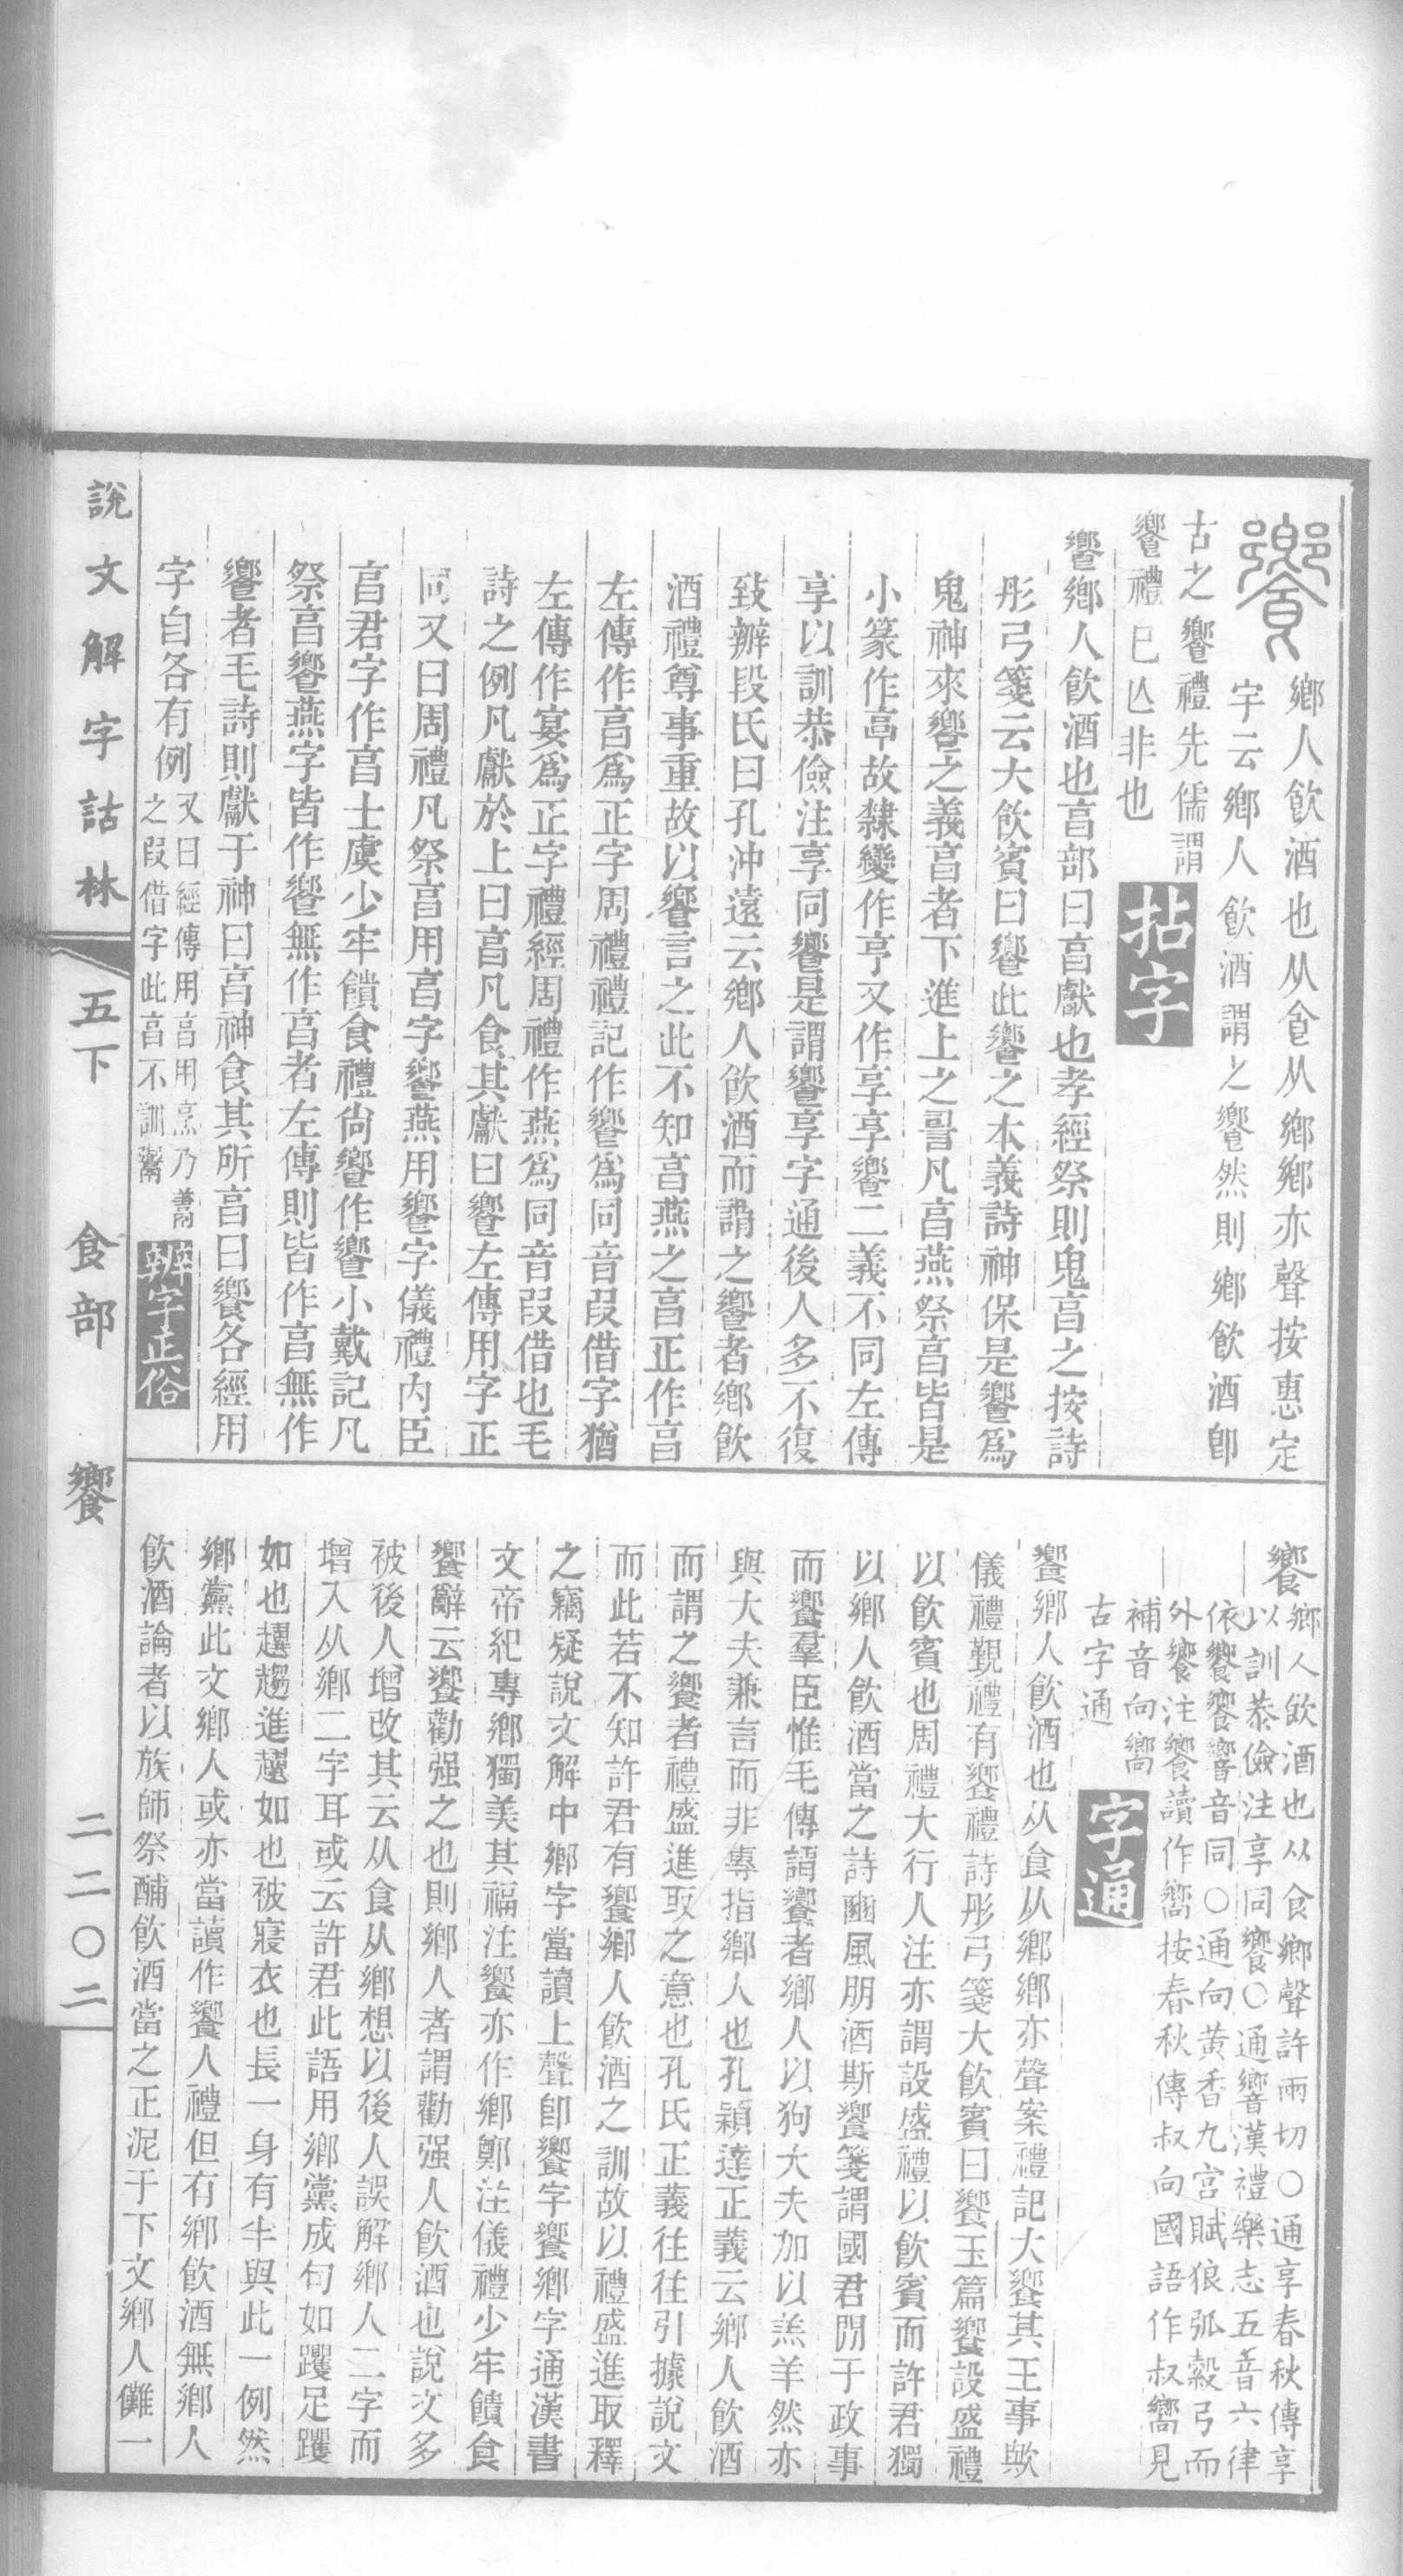 鄉人飲酒也从𠊊从鄉鄉亦聲按惠定
宇云鄉人飲酒謂之饗然則鄉飲酒卽
古之饗禮先儒謂
饗禮已亾非也
拈字
饗鄉人飲酒也亯部曰亯獻也孝經祭則鬼亯之按詩
彤弓箋云大飲賓曰饗此饗之本義詩神保是饗爲
鬼神來饗之義亯者下進上之詈凡亯燕祭亯皆是
小篆作亯故隸變作亨又作享享饗二義不同左傳
享以訓恭儉注享同饗是謂饗享字通後人多不復
致辦段氏曰孔沖遠云鄉人飲酒而謂之饗者鄉飲
酒禮尊事重故以饗言之此不知亯燕之亯正作亯
左傳作亯爲正字周禮禮記作饗爲同音叚借字猶
左傳作宴爲正字禮經周禮作燕爲同音叚借也毛
詩之例凡獻於上曰亯凡食其獻曰饗左傳用字正
同又曰周禮凡祭亯用亯字饗燕用饗字儀禮內臣
亯君字作亯士虞少牢饋食禮尙饗作饗小戴記凡
祭亯饗燕字皆作饗無作亯者左傳則皆作亯無作
饗者毛詩則獻于神曰亯神食其所亯曰饗各經用
字自各有例
又曰經傳用亯用烹乃薦
之叚借字此亯不訓鬻
辨字正俗
饗
鄉人飲酒也从食鄉聲許兩切○通享春秋傳享
以訓恭儉注享同饗○通響漢禮樂志五音六律
依饗饗響音同○通向黃香九宮賦狼弧彀弓而
外饗注饗讀作嚮按春秋傳叔向國語作叔嚮見
補音向嚮
古字通
字通
饗鄉人飲酒也从食从鄉鄉亦聲案禮記大饗其王事歟
儀禮覲禮有饗禮詩彤弓箋大飲賓曰饗玉篇饗設盛禮
以飲賓也周禮大行人注亦謂設盛禮以飲賓而許君獨
以鄉人飲酒當之詩豳風朋酒斯饗箋謂國君閒于政事
而饗羣臣惟毛傳謂饗者鄉人以狗大夫加以羔羊然亦
與大夫兼言而非專指鄉人也孔穎達正義云鄉人飲酒
而謂之饗者禮盛進取之意也孔氏正義往往引據說文
而此若不知許君有饗鄉人飲酒之訓故以禮盛進取釋
之竊疑說文解中鄉字當讀上聲卽饗字饗鄉字通漢書
文帝紀專鄉獨美其福注饗亦作鄉鄭注儀禮少牢饋食
饗辭云饗勸强之也則鄉人者謂勸强人飲酒也說文多
被後人增改其云从食从鄉想以後人誤解鄉人二字而
增入从鄉二字耳或云許君此語用鄉黨成句如躩足躩
如也趯趨進趯如也被寢衣也長一身有半與此一例然
鄉黨此文鄉人或亦當讀作饗人禮但有鄉飲酒無鄉人
飲酒論者以族師祭酺飲酒當之正泥于下文鄉人儺一
說文解字詁林
五下
食部
饗
二二〇二